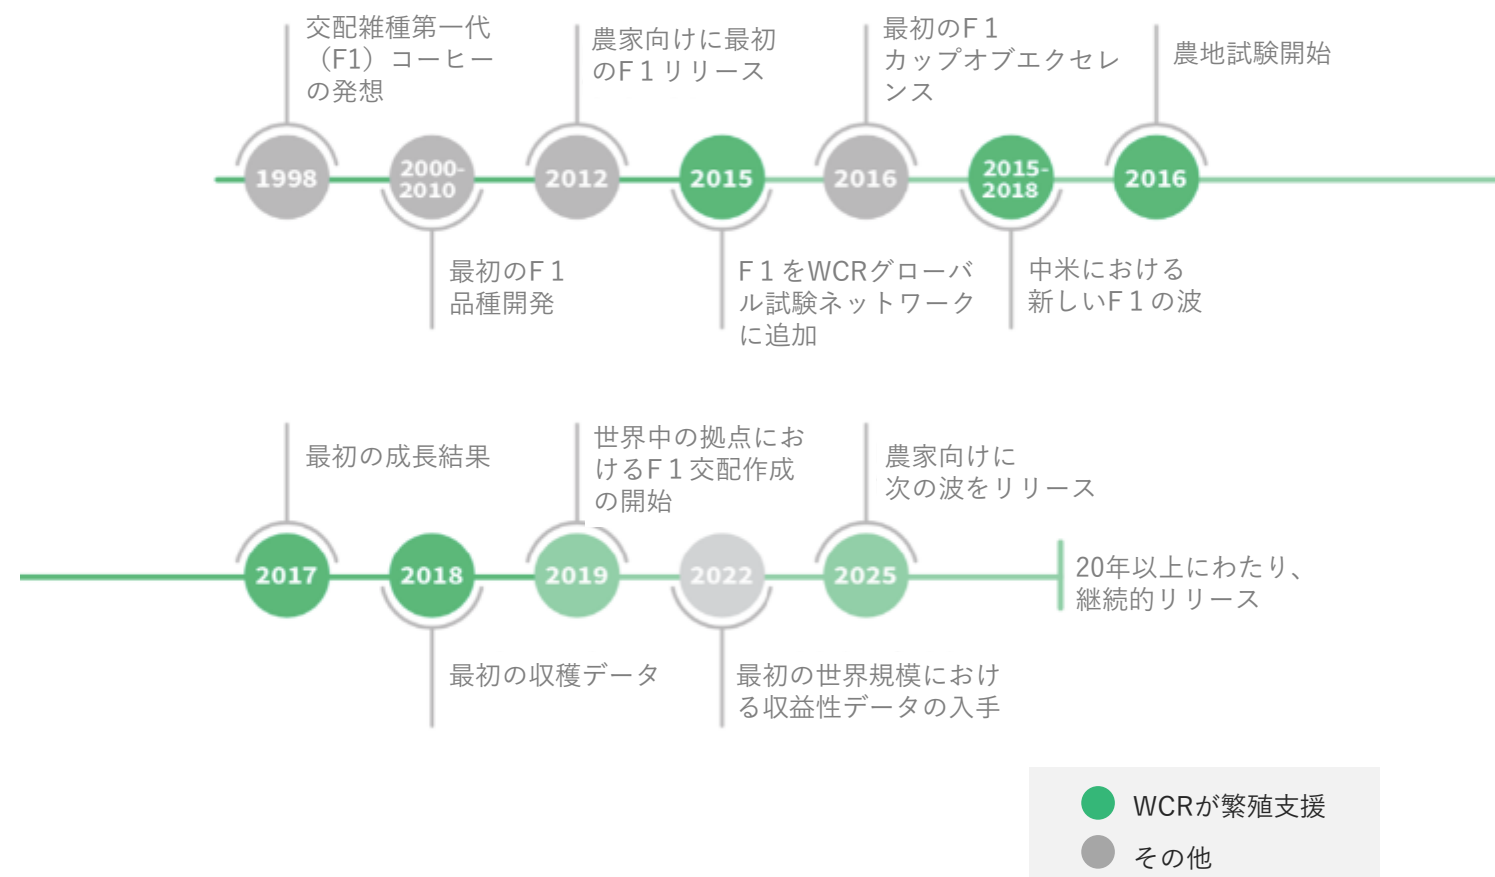 交配雑種第一代
（F1）コーヒー
の発想
農家向けに最初
のF１リリース
最初のF１
カップオブエクセレ
ンス
農地試験開始
1998
2000-
2010
2012
2015
2016
2015-
2018
2016
最初のF１
品種開発
F１をWCRグローバ
ル試験ネットワーク
に追加
中米における
新しいF１の波
最初の成長結果
世界中の拠点にお
けるF１交配作成
の開始
農家向けに
次の波をリリース
2017
2018
2019
2022
2025
20年以上にわたり、
継続的リリース
最初の収穫データ
最初の世界規模におけ
る収益性データの入手
WCRが繁殖支援
その他